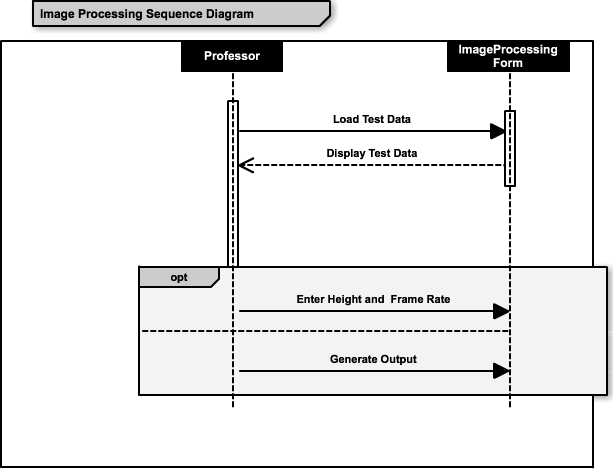 Image Processing Sequence Diagram
Professor
ImageProcessing
Form
Load Test Data
Display Test Data
opt
Enter Height and Frame Rate
Generate Output